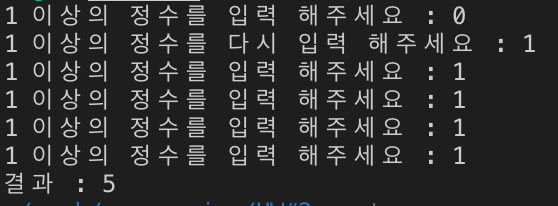 1 이상의 정수를 입력 해주세요 : 0
1 이상의 정수를 다시 입력 해주세요 : 1
1 이상의 정수를 입력 해주세요 : 1
1 이상의 정수를 입력 해주세요 : 1
1 이상의 정수를 입력 해주세요 : 1
1 이상의 정수를 입력 해주세요 : 1
결과 : 5